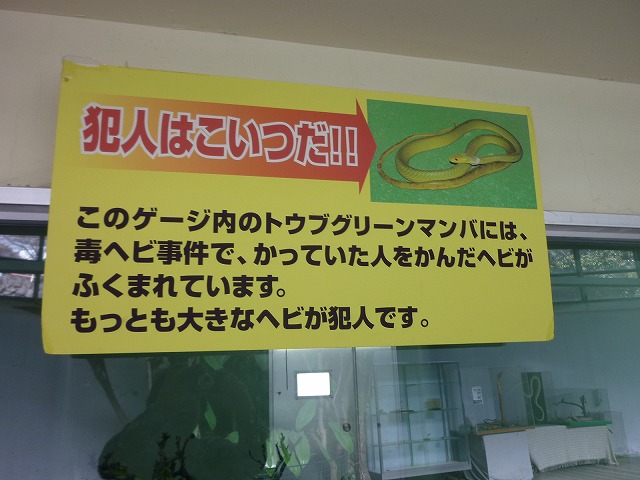 犯人はこいつだ!!
このゲージ内のトウブグリーンマンバには、
毒ヘビ事件で、かっていた人をかんだヘビが
ふくまれています。
もっとも大きなヘビが犯人です。